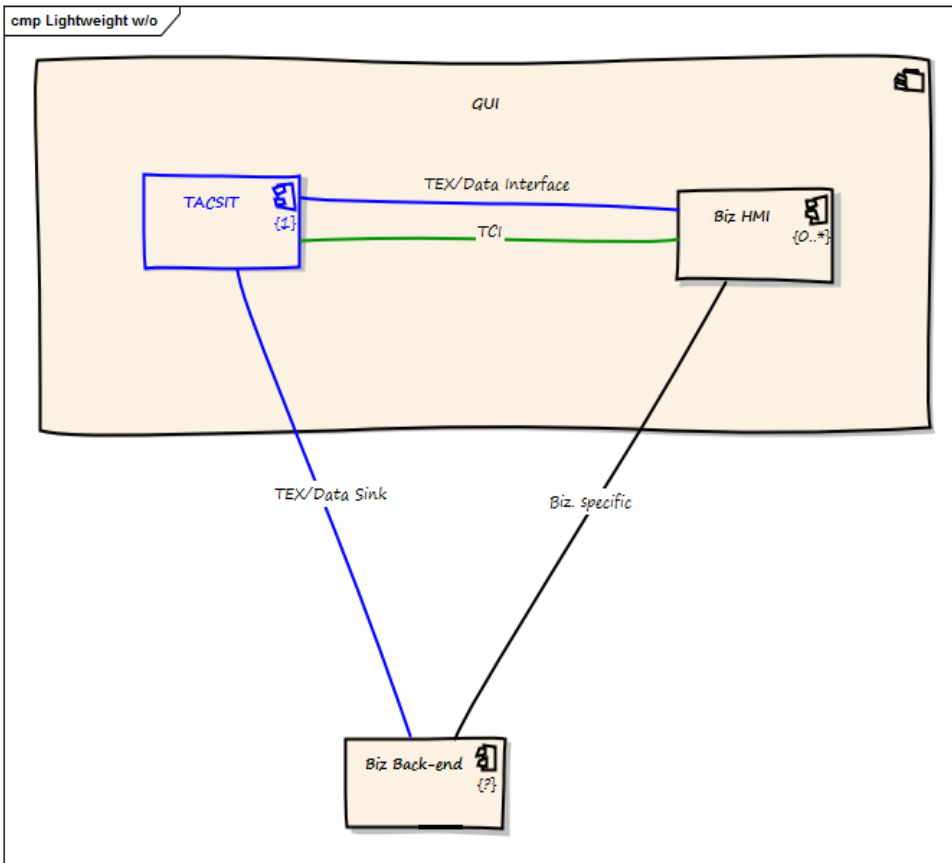 cmp Lightweight w/o
GUI
TACSIT
{1}
TEX/Data Interface
TCI
Biz HMI
{0..*}
TEX/Data Sink
Biz. specific
Biz Back-end
{?}